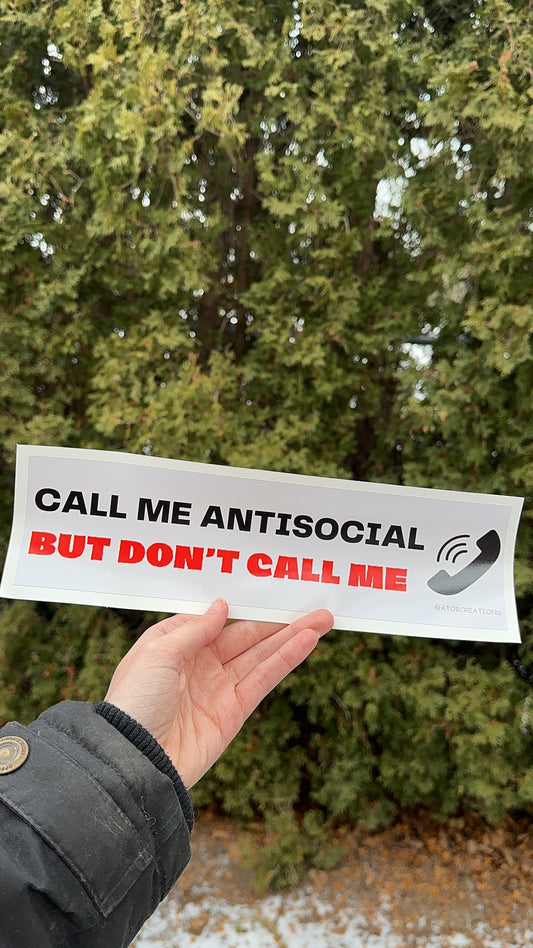 CALL ME ANTISOCIAL
BUT DON'T CALL ME
@ATOBCREATIONS